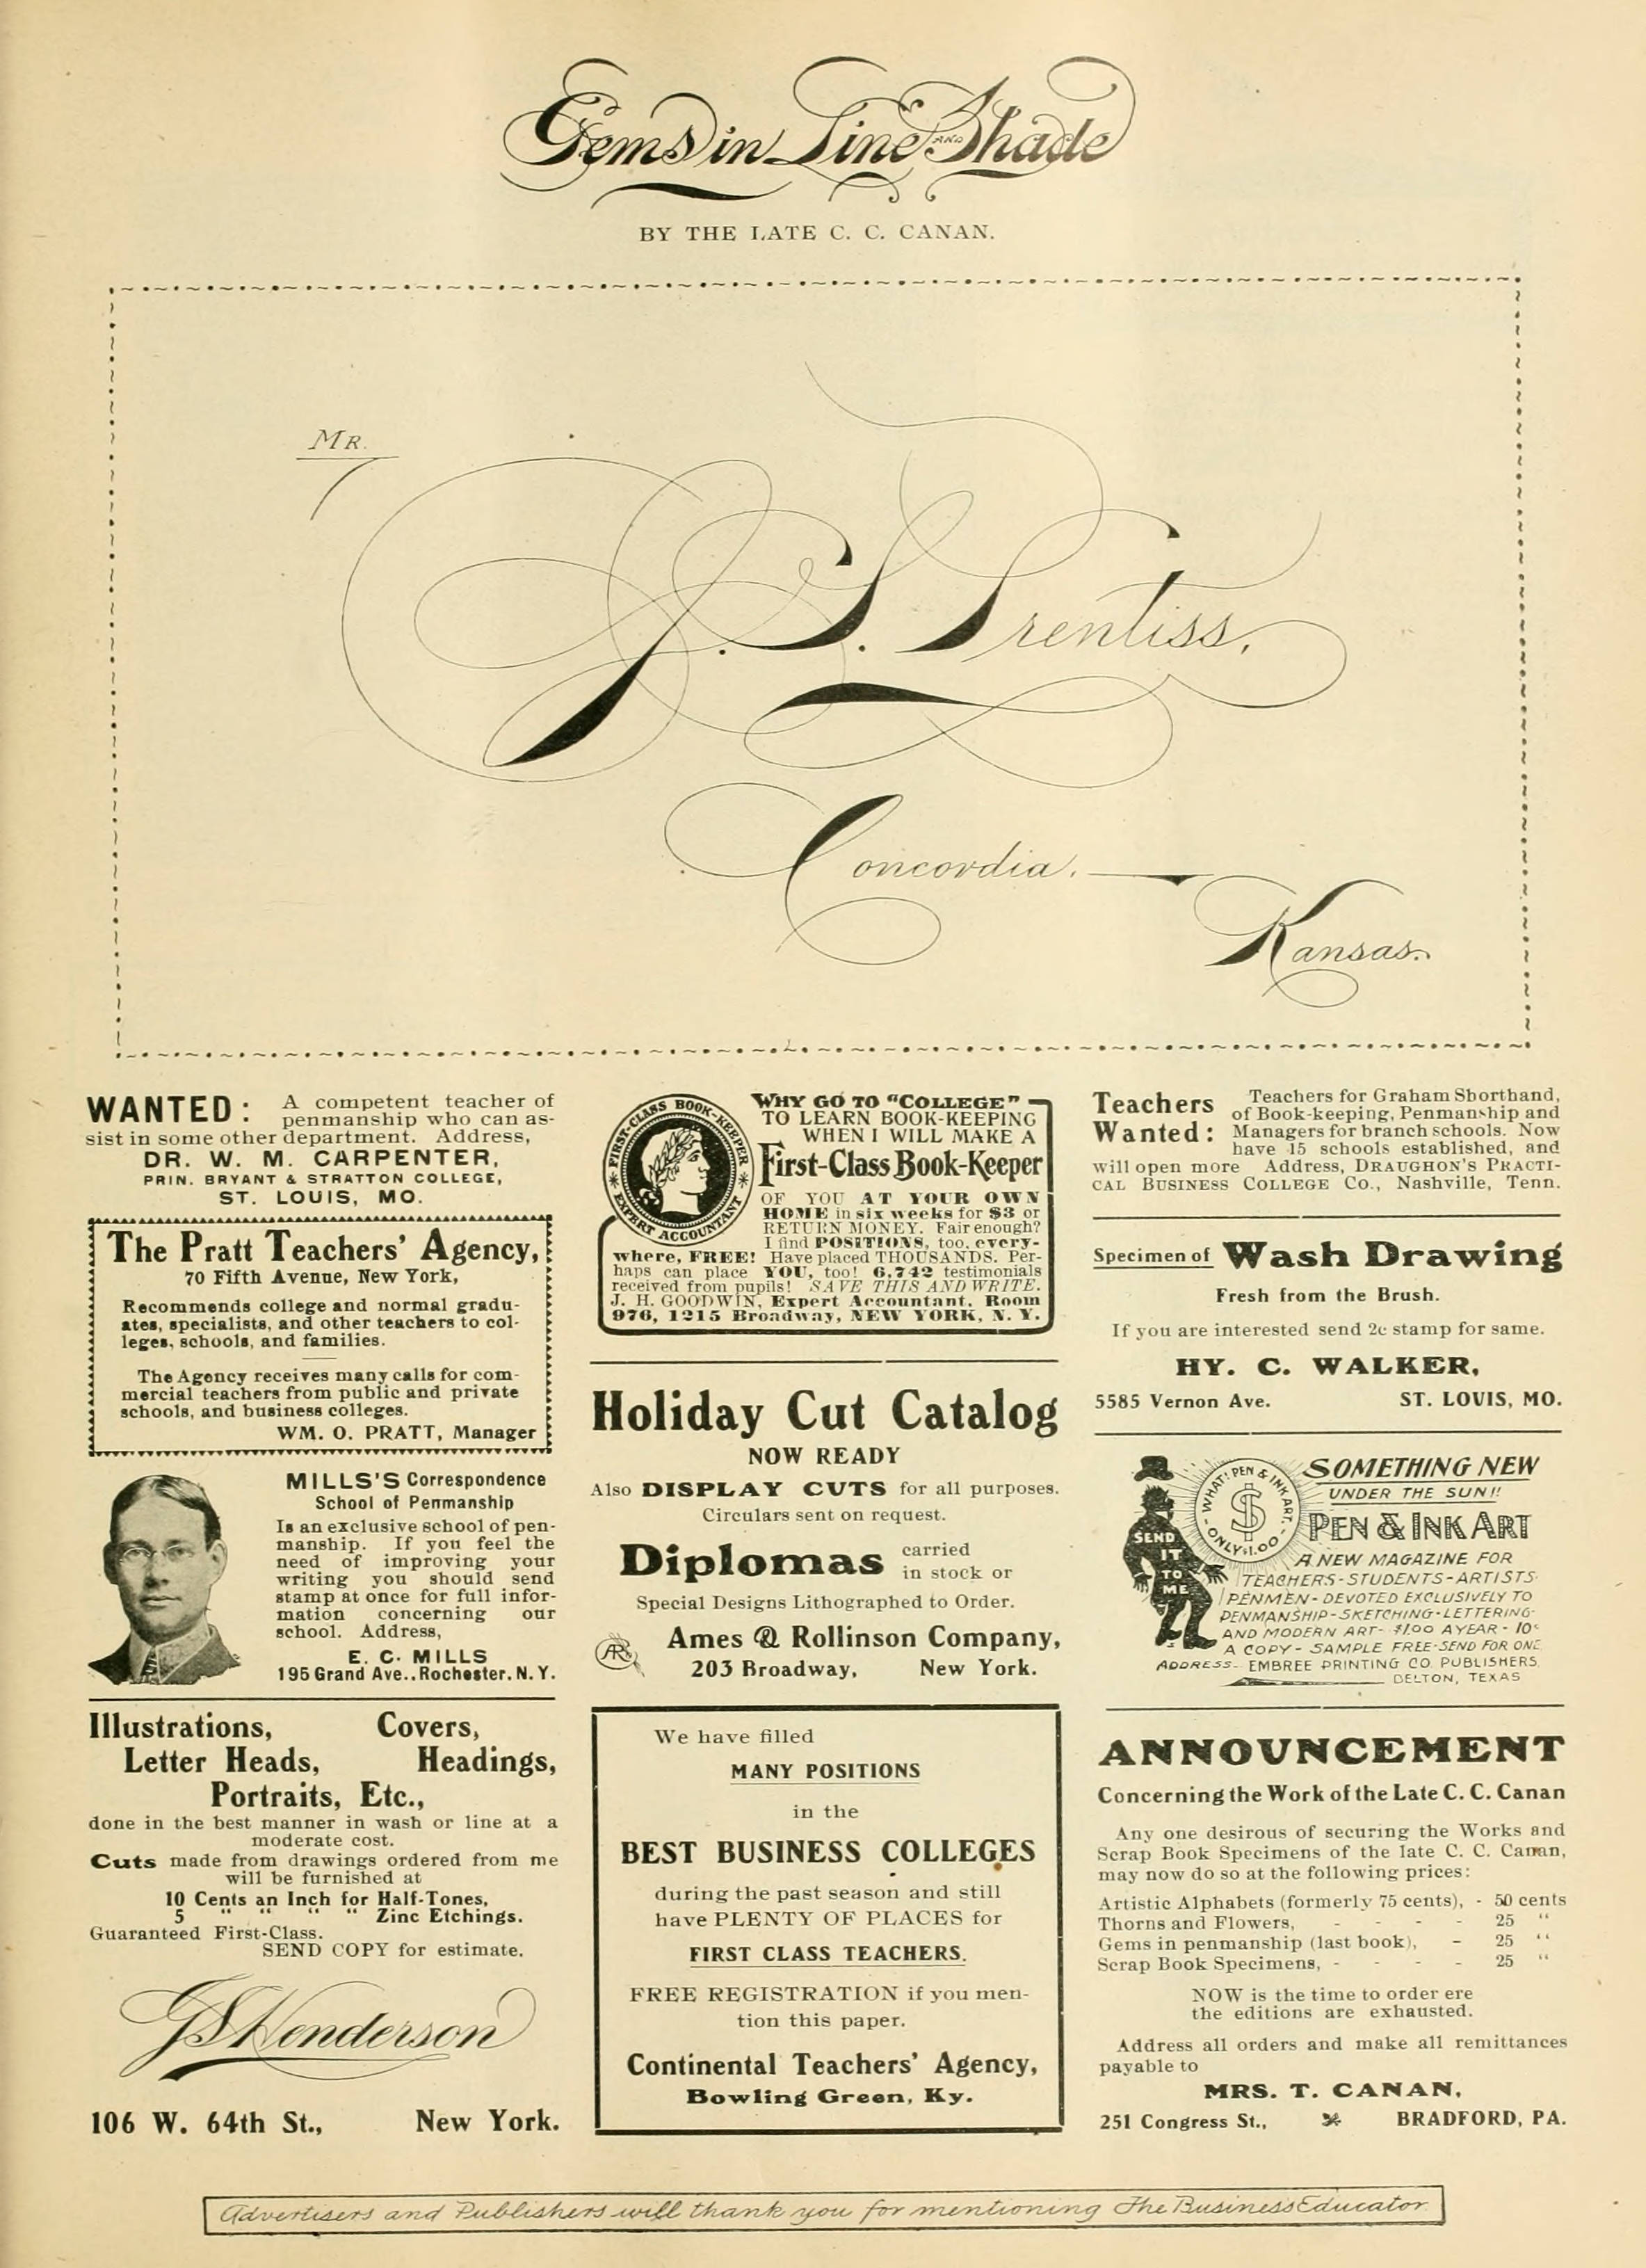 Gems in Line AND Shade
BY THE LATE C. C. CANAN.
MR.
J. S. Prentiss,
Concordia.
Kansas.
WANTED: A competent teacher of
penmanship who can as-
sist in some other department. Address,
DR. W. M. CARPENTER,
PRIN. BRYANT & STRATTON COLLEGE,
ST. LOUIS, MO.
The Pratt Teachers' Agency,
70 Fifth Avenue, New York,
Recommends college and normal gradu-
ates, specialists, and other teachers to col-
leges, schools, and families.
The Agency receives many calls for com-
mercial teachers from public and private
schools, and business colleges.
WM. O. PRATT, Manager
MILLS'S Correspondence
School of Penmanship
Is an exclusive school of pen-
manship. If you feel the
need of improving your
writing you should send
stamp at once for full infor-
mation concerning our
school. Address,
E. C. MILLS
195 Grand Ave., Rochester, N. Y.
Illustrations, Covers,
Letter Heads, Headings,
Portraits, Etc.,
done in the best manner in wash or line at a
moderate cost.
Cuts made from drawings ordered from me
will be furnished at
10 Cents an Inch for Half-Tones,
5 " " " " Zinc Etchings.
Guaranteed First-Class.
SEND COPY for estimate.
GSHenderson
106 W. 64th St., New York.
FIRST-CLASS BOOK-KEEPER
EXPERT ACCOUNTANT
WHY GO TO "COLLEGE"
TO LEARN BOOK-KEEPING
WHEN I WILL MAKE A
First-Class Book-Keeper
OF YOU AT YOUR OWN
HOME in six weeks for $3 or
RETURN MONEY. Fair enough?
I find POSITIONS, too, every-
where, FREE! Have placed THOUSANDS. Per-
haps can place YOU, too! 6,742 testimonials
received from pupils! SAVE THIS AND WRITE.
J. H. GOODWIN, Expert Accountant, Room
976, 1215 Broadway, NEW YORK, N. Y.
Holiday Cut Catalog
NOW READY
Also DISPLAY CUTS for all purposes.
Circulars sent on request.
Diplomas carried
in stock or
Special Designs Lithographed to Order.
Ames & Rollinson Company,
203 Broadway, New York.
We have filled
MANY POSITIONS
in the
BEST BUSINESS COLLEGES
during the past season and still
have PLENTY OF PLACES for
FIRST CLASS TEACHERS.
FREE REGISTRATION if you men-
tion this paper.
Continental Teachers' Agency,
Bowling Green, Ky.
Teachers Wanted: Teachers for Graham Shorthand,
of Book-keeping, Penmanship and
Managers for branch schools. Now
have 15 schools established, and
will open more Address, DRAUGHON'S PRACTI-
CAL BUSINESS COLLEGE CO., Nashville, Tenn.
Specimen of Wash Drawing
Fresh from the Brush.
If you are interested send 2c stamp for same.
HY. C. WALKER,
5585 Vernon Ave. ST. LOUIS, MO.
WHAT! PEN & INK ART.
$
ONLY $1.00
SEND
IT
TO
ME
SOMETHING NEW
UNDER THE SUN!!
PEN & INK ART
A NEW MAGAZINE FOR
TEACHERS-STUDENTS-ARTISTS
PENMEN-DEVOTED EXCLUSIVELY TO
PENMANSHIP-SKETCHING-LETTERING-
AND MODERN ART- $1.00 A YEAR - 10c
A COPY - SAMPLE FREE-SEND FOR ONE
ADDRESS- EMBREE PRINTING CO. PUBLISHERS,
BELTON, TEXAS
ANNOUNCEMENT
Concerning the Work of the Late C. C. Canan
Any one desirous of securing the Works and
Scrap Book Specimens of the late C. C. Canan,
may now do so at the following prices:
Artistic Alphabets (formerly 75 cents), - 50 cents
Thorns and Flowers, - - - - 25 "
Gems in penmanship (last book), - 25 "
Scrap Book Specimens, - - - - 25 "
NOW is the time to order ere
the editions are exhausted.
Address all orders and make all remittances
payable to
MRS. T. CANAN,
251 Congress St., BRADFORD, PA.
Advertisers and Publishers will thank you for mentioning The Business Educator.